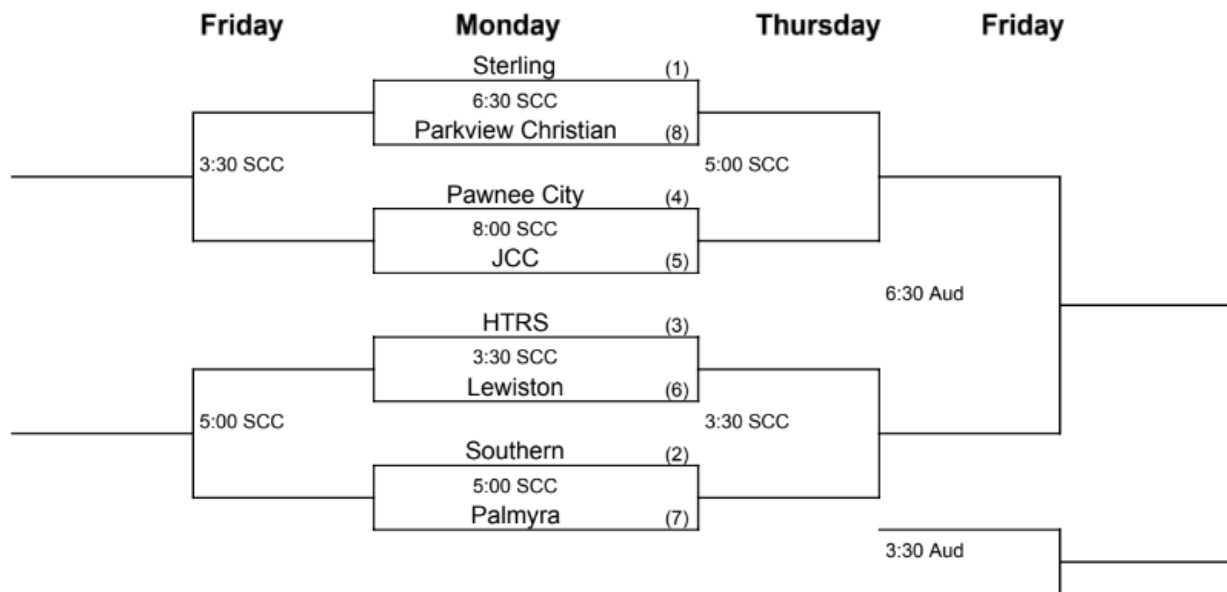 Friday Monday Thursday Friday
Sterling (1)
6:30 SCC
Parkview Christian (8)
3:30 SCC 5:00 SCC
Pawnee City (4)
8:00 SCC
JCC (5)
6:30 Aud
HTRS (3)
3:30 SCC
Lewiston (6)
5:00 SCC 3:30 SCC
Southern (2)
5:00 SCC
Palmyra (7)
3:30 Aud